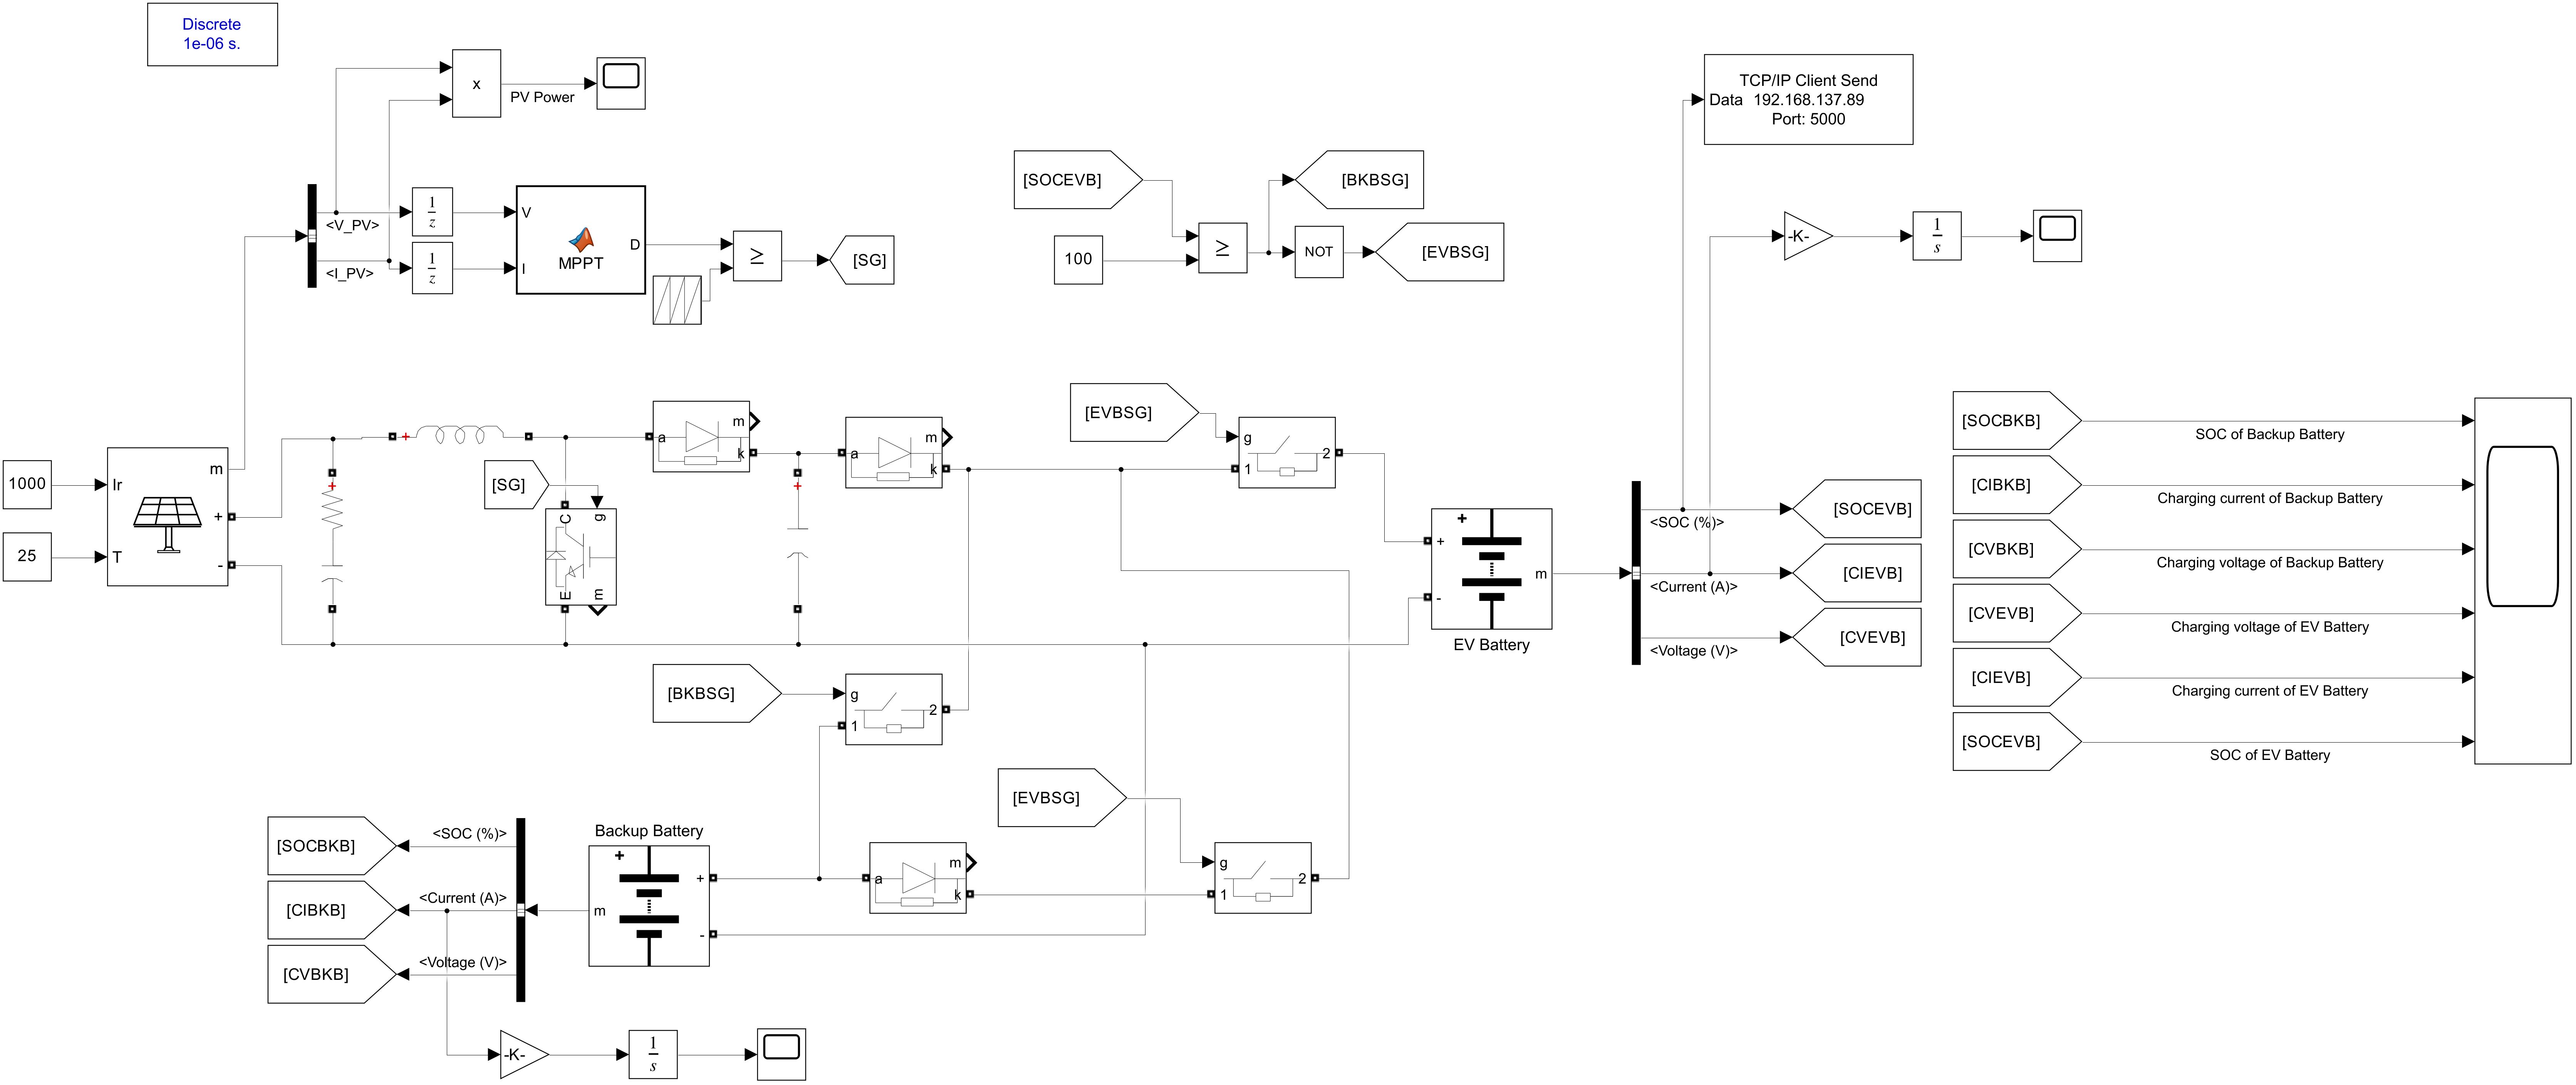 Discrete
1e-06 s.
x
PV Power
<V_PV>
<I_PV>
1
z
1
z
V
I
MPPT
D
≥
[SG]
[SOCEVB]
100
≥
[BKBSG]
NOT
[EVBSG]
TCP/IP Client Send
Data 192.168.137.89
Port: 5000
-K-
1
s
1000
25
Ir
T
m
+
-
+
+
[SG]
C
g
E
m
a
m
k
+
a
m
k
[EVBSG]
g
1
2
+
+
-
m
EV Battery
<SOC (%)>
<Current (A)>
<Voltage (V)>
[SOCEVB]
[CIEVB]
[CVEVB]
[SOCBKB]
SOC of Backup Battery
[CIBKB]
Charging current of Backup Battery
[CVBKB]
Charging voltage of Backup Battery
[CVEVB]
Charging voltage of EV Battery
[CIEVB]
Charging current of EV Battery
[SOCEVB]
SOC of EV Battery
[BKBSG]
g
1
2
[EVBSG]
g
1
2
[SOCBKB]
[CIBKB]
[CVBKB]
<SOC (%)>
<Current (A)>
<Voltage (V)>
Backup Battery
+
+
-
m
a
m
k
-K-
1
s